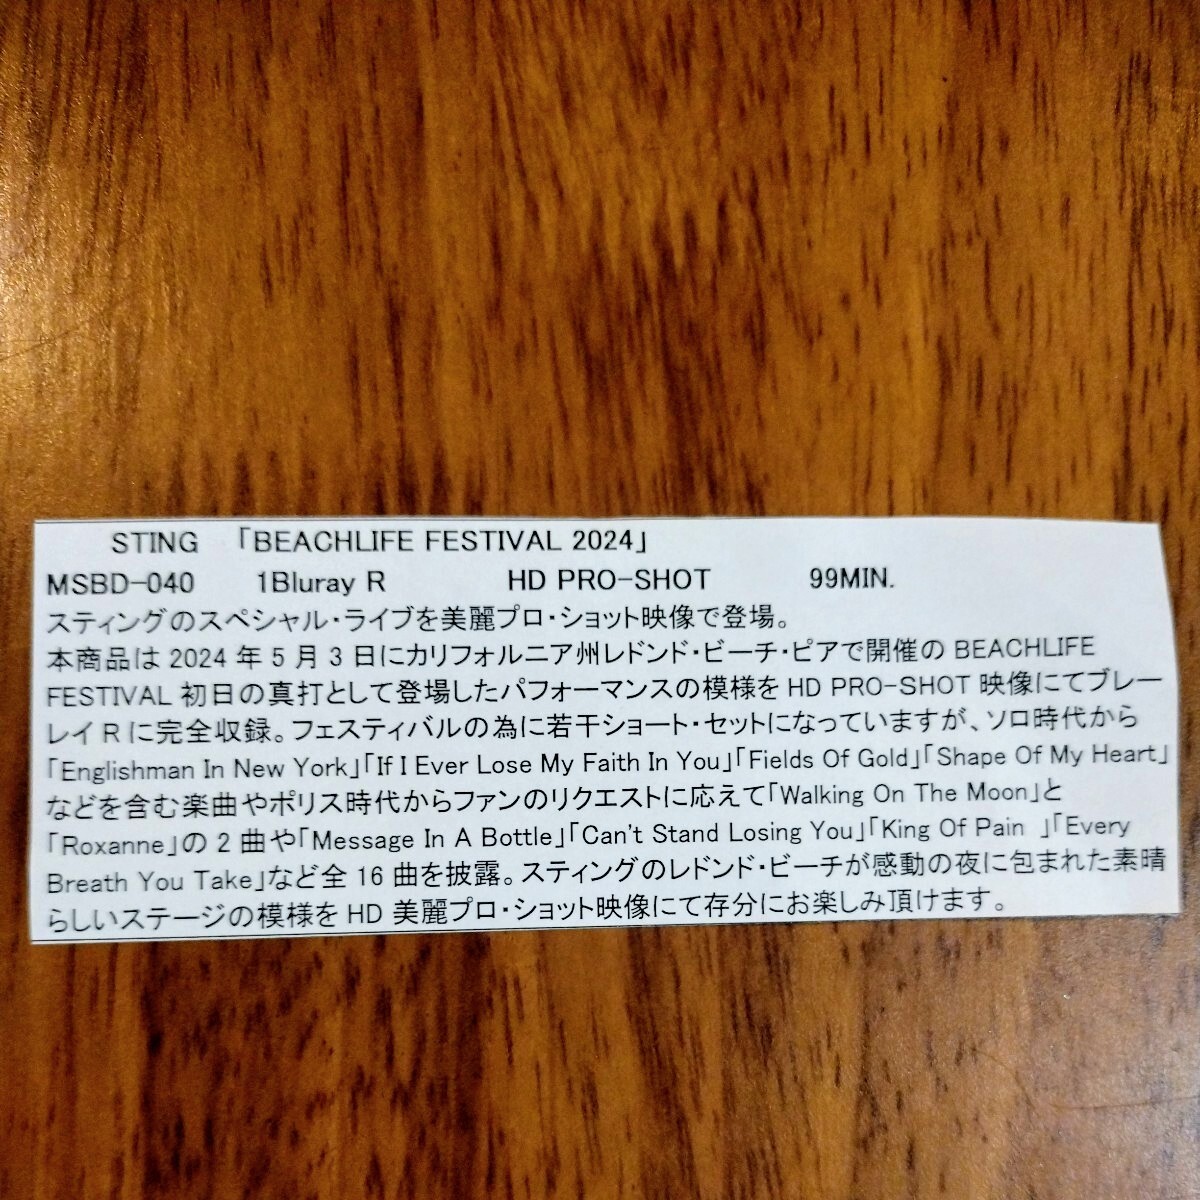 STING 「BEACHLIFE FESTIVAL 2024」
MSBD-040 1Bluray R HD PRO-SHOT 99MIN.
スティングのスペシャル・ライブを美麗プロ・ショット映像で登場。
本商品は 2024 年 5 月 3 日にカリフォルニア州レドンド・ビーチ・ピアで開催の BEACHLIFE
FESTIVAL 初日の真打として登場したパフォーマンスの模様を HD PRO-SHOT 映像にてブルー
レイ R に完全収録。フェスティバルの為に若干ショート・セットになっていますが、ソロ時代から
「Englishman In New York」「If I Ever Lose My Faith In You」「Fields Of Gold」「Shape Of My Heart」
などを含む楽曲やポリス時代からファンのリクエストに応えて「Walking On The Moon」と
「Roxanne」の 2 曲や「Message In A Bottle」「Can't Stand Losing You」「King Of Pain 」「Every
Breath You Take」など全 16 曲を披露。スティングのレドンド・ビーチが感動の夜に包まれた素晴
らしいステージの模様を HD 美麗プロ・ショット映像にて存分にお楽しみ頂けます。